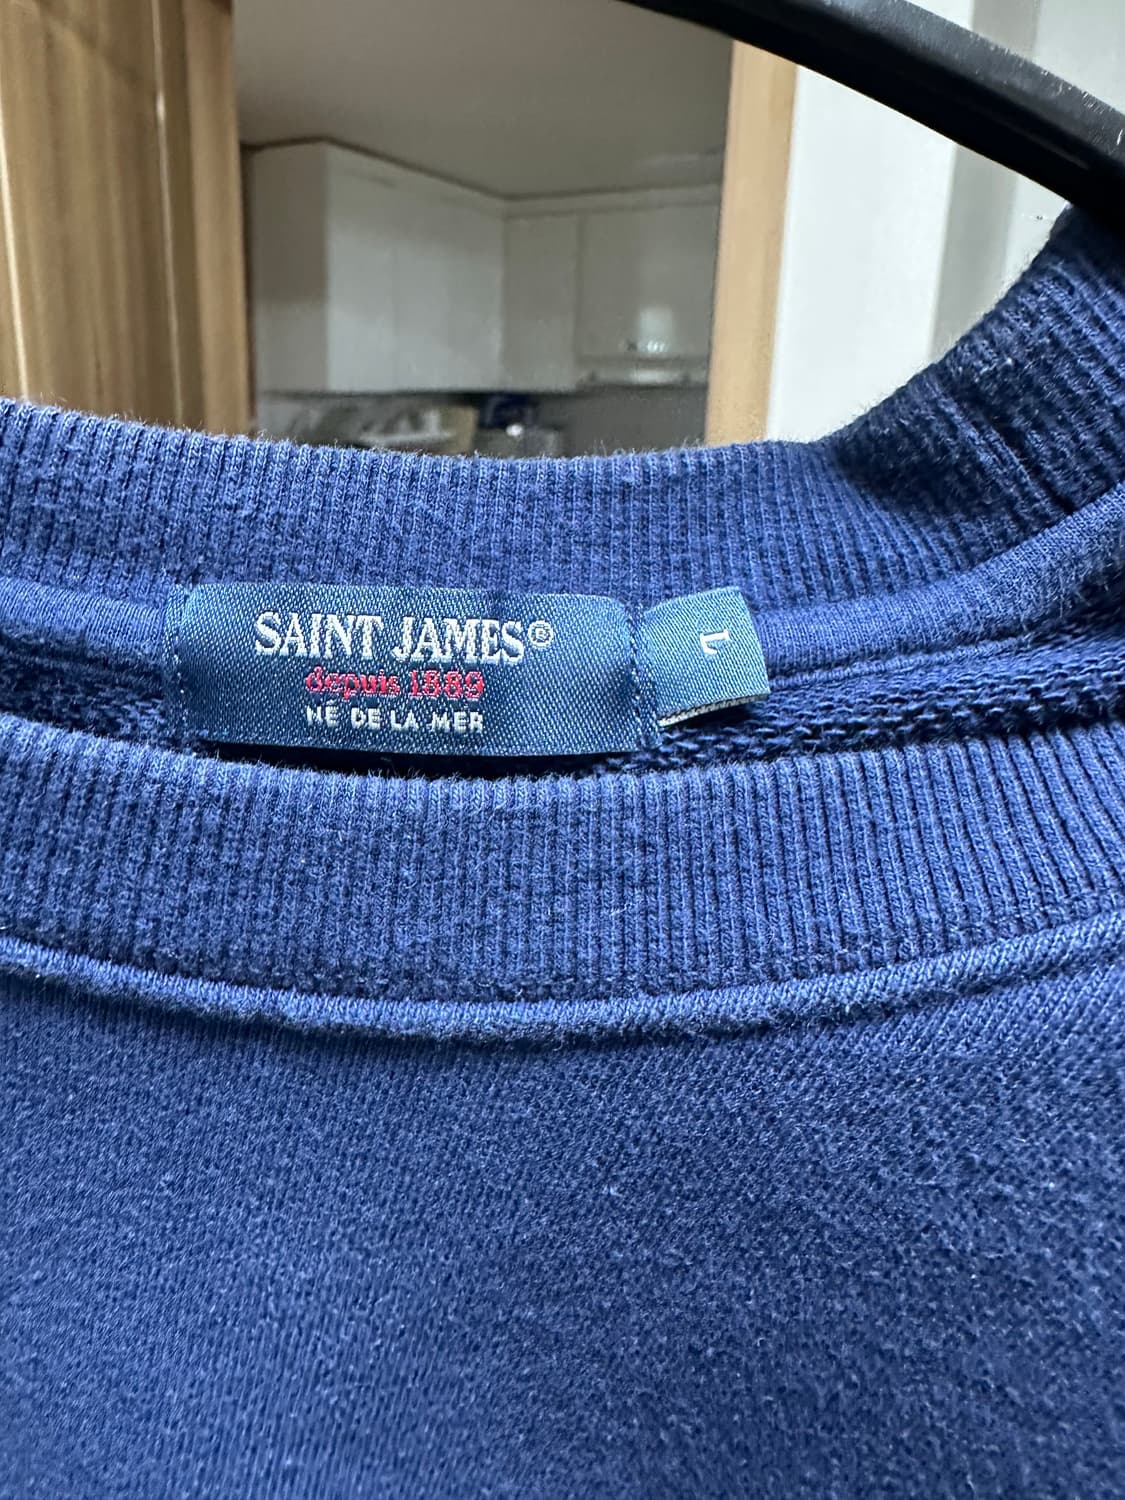 SAINT JAMES®
depuis 1889
NÉ DE LA MER
L